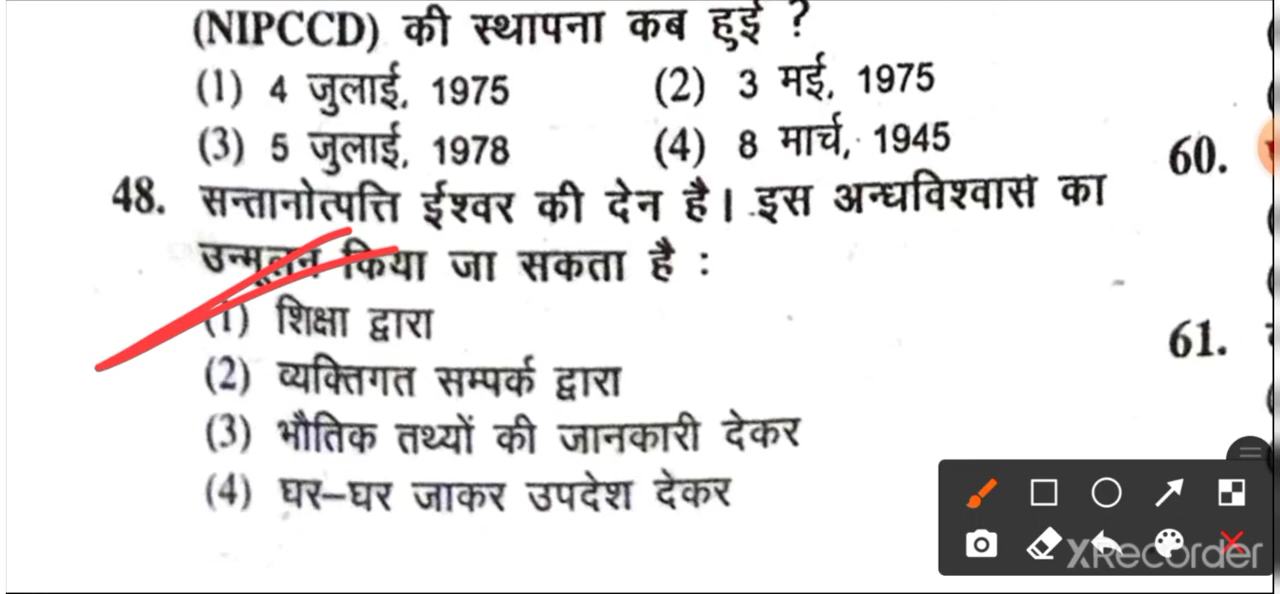 (NIPCCD) की स्थापना कब हुई ?
(1) 4 जुलाई, 1975 (2) 3 मई, 1975
(3) 5 जुलाई, 1978 (4) 8 मार्च, 1945
60.
48. सन्तानोत्पत्ति ईश्वर की देन है। इस अन्धविश्वास का
उन्मूलन किया जा सकता है :
(1) शिक्षा द्वारा
61.
(2) व्यक्तिगत सम्पर्क द्वारा
(3) भौतिक तथ्यों की जानकारी देकर
(4) घर-घर जाकर उपदेश देकर
XRecorder